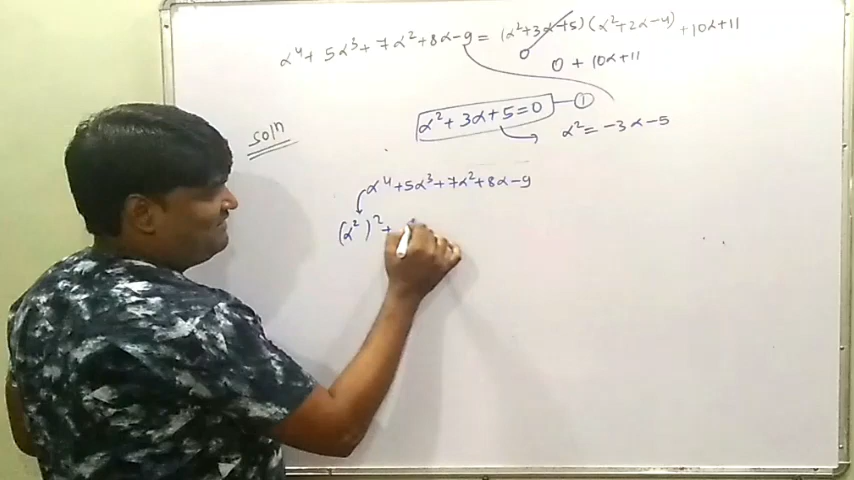 α⁴ + 5α³ + 7α² + 8α - 9 = (α² + 3α + 5) (α² + 2α - 4) + 10α + 11
0
0 + 10α + 11
α² + 3α + 5 = 0 ①
α² = -3α - 5
Soln
α⁴ + 5α³ + 7α² + 8α - 9
(α²)² +